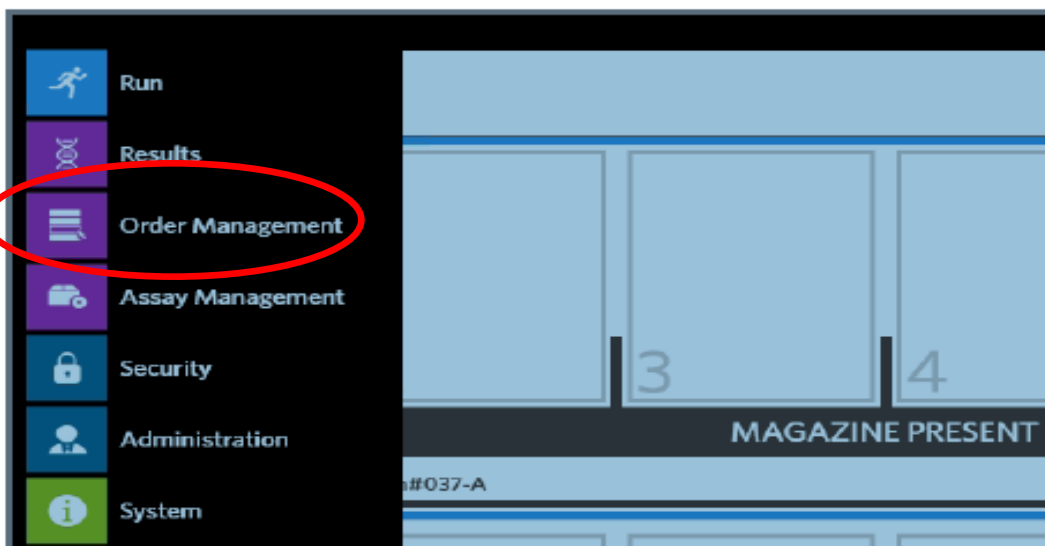 Run
Results
Order Management
Assay Management
Security
Administration
System
3
4
MAGAZINE PRESENT
#037-A